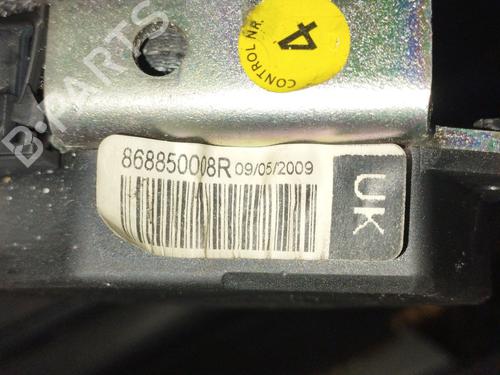 4
CONTROL NR.
B-PARTS
868850008R 09/05/2009
UK